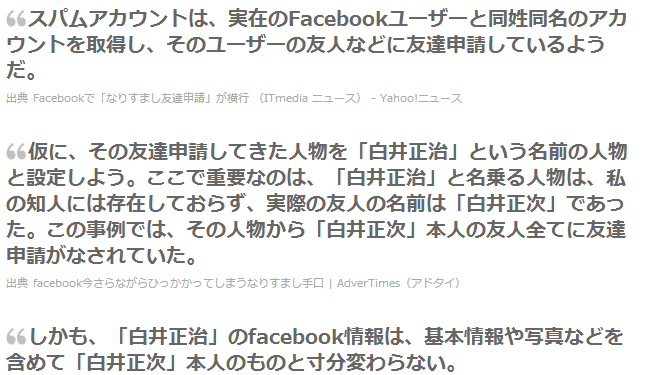 ❝スパムアカウントは、実在のFacebookユーザーと同姓同名のアカ
ウントを取得し、そのユーザーの友人などに友達申請しているよう
だ。
出典 Facebookで「なりすまし友達申請」が横行 （ITmedia ニュース） - Yahoo!ニュース
❝仮に、その友達申請してきた人物を「白井正治」という名前の人物
と設定しよう。ここで重要なのは、「白井正治」と名乗る人物は、私
の知人には存在しておらず、実際の友人の名前は「白井正次」であっ
た。この事例では、その人物から「白井正次」本人の友人全てに友達
申請がなされていた。
出典 facebook今さらながらひっかかってしまうなりすまし手口 | AdverTimes（アドタイ）
❝しかも、「白井正治」のfacebook情報は、基本情報や写真などを
含めて「白井正次」本人のものと寸分変わらない。